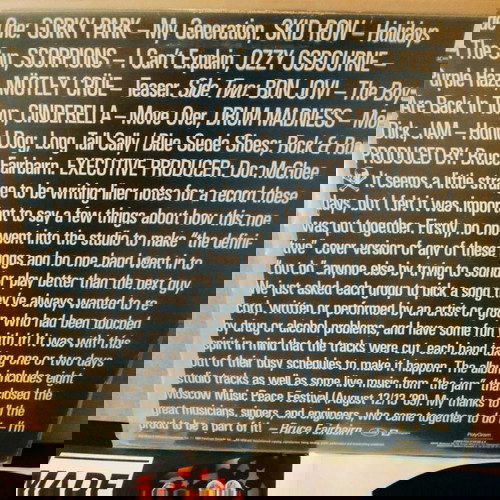 One: GORKY PARK – My Generation; SKID ROW – Holidays
The Sun; SCORPIONS – I Can't Explain; OZZY OSBOURNE –
Purple Haze; MÖTLEY CRÜE – Teaser; Side Two: BON JOVI – The Boys
Are Back In Town; CINDERELLA – Move Over; DRUM MADNESS –
JAM – Hound Dog; Long Tall Sally/Blue Suede Shoes; Rock &
PRODUCED BY: Bruce
Fairbairn. EXECUTIVE PRODUCER: Doc McGhee
It seems a little strange to be writing liner notes for a record these
days, but I felt it was important to say a few things about how this one
was put together. Firstly, no one went into the studio to make "the definitive
live", cover version of any of these
songs and no one band went in to
"out do" anyone else by trying to sound
or play better than the next guy.
We just asked each group to pick a song that
they've always wanted to re-
cord, written or performed by an artist or group
who had been touched
by drug or alcohol problems, and have some fun
with it! It was with this
spirit in mind that the tracks were cut, each band taking
one or two days
out of their busy schedules to make it happen. The album
includes eight
studio tracks as well as some live music from "the jam" that
closed the
Moscow Music Peace Festival (August 12/13 '89). My thanks to all the
great musicians, singers, and engineers who came together to do it. I'm
proud to be a part of it! –Bruce Fairbairn
PolyGram